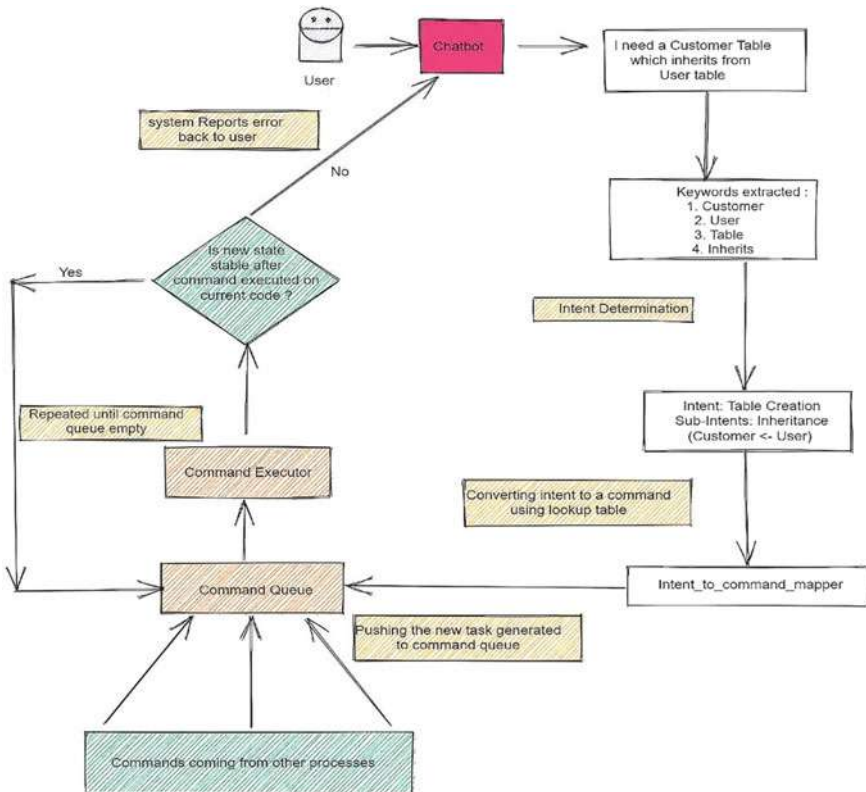 User
Chatbot
I need a Customer Table
which inherits from
User table
system Reports error
back to user
No
Keywords extracted :
1. Customer
2. User
3. Table
4. Inherits
Is new state
stable after
command executed on
current code ?
Yes
Intent Determination
Repeated until command
queue empty
Intent: Table Creation
Sub-Intents: Inheritance
(Customer <- User)
Command Executor
Converting intent to a command
using lookup table
Command Queue
Intent_to_command_mapper
Pushing the new task generated
to command queue
Commands coming from other processes